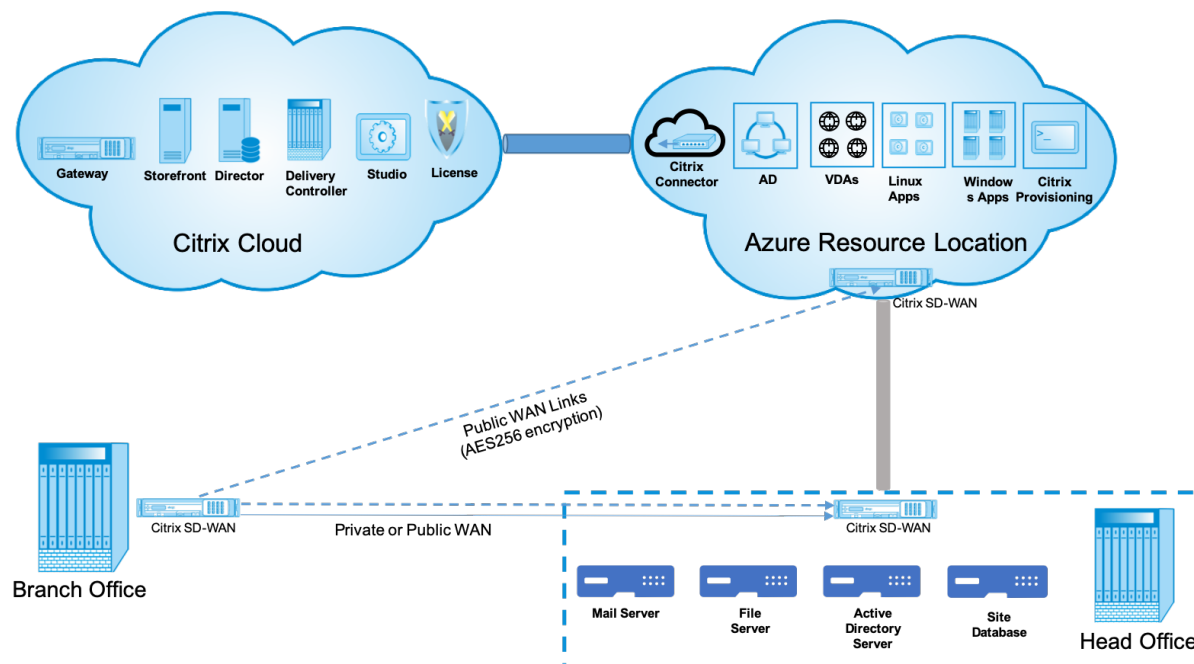 Gateway
Storefront
Director
Delivery
Controller
Studio
License
Citrix Cloud
Citrix
Connector
AD
VDAs
Linux
Apps
Window
s Apps
Citrix
Provisioning
>_
Azure Resource Location
Citrix SD-WAN
Public WAN Links
(AES256 encryption)
Citrix SD-WAN
Private or Public WAN
Citrix SD-WAN
Branch Office
Mail Server
File
Server
Active
Directory
Server
Site
Database
Head Office